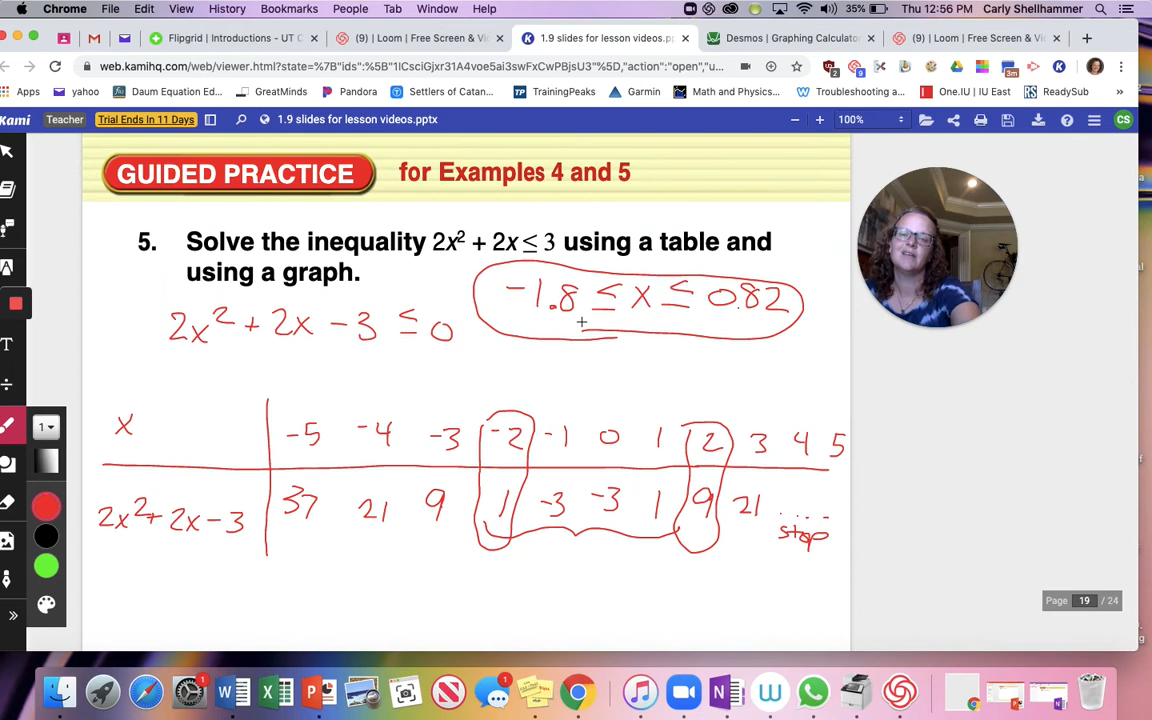 Chrome File Edit View History Bookmarks People Tab Window Help 35% Thu 12:56 PM Carly Shellhammer
Flipgrid | Introductions - UT C × (9) | Loom | Free Screen & Vi × 1.9 slides for lesson videos.p × Desmos | Graphing Calculator × (9) | Loom | Free Screen & Vi × +
web.kamihq.com/web/viewer.html?state=%7B"ids":%5B"1ICsciGjxr31A4voe5ai3swFxCwPBjsU3"%5D,"action":"open","u...
Apps yahoo Daum Equation Ed... GreatMinds Pandora Settlers of Catan... TrainingPeaks Garmin Math and Physics... Troubleshooting a... One.IU | IU East ReadySub »
Kami Teacher Trial Ends In 11 Days 1.9 slides for lesson videos.pptx 100% CS
GUIDED PRACTICE for Examples 4 and 5
5. Solve the inequality 2x² + 2x ≤ 3 using a table and
using a graph.
-1.8 ≤ x ≤ 0.82
2x² + 2x - 3 ≤ 0
x -5 -4 -3 -2 -1 0 1 2 3 4 5
2x² + 2x - 3 37 21 9 1 -3 -3 1 9 21 ....
stop
Page 19 / 24